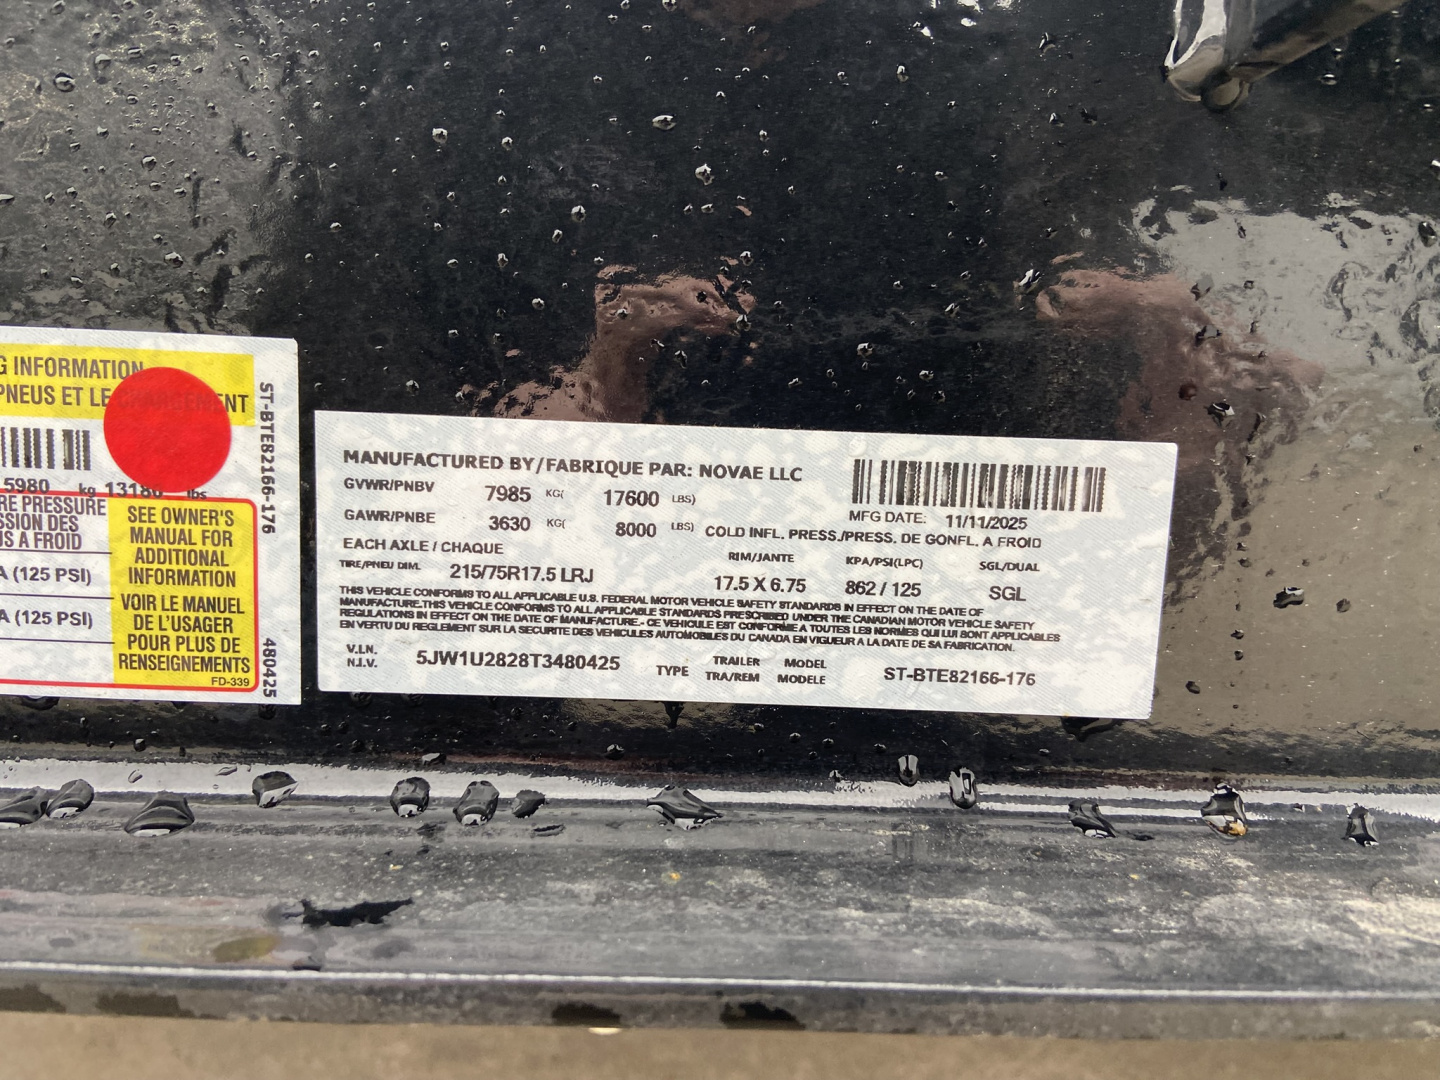 G INFORMATION
PNEUS ET LE CHARGEMENT
5980 kg 13180 lbs
RE PRESSURE
SSION DES
US A FROID
A (125 PSI)
A (125 PSI)
SEE OWNER'S
MANUAL FOR
ADDITIONAL
INFORMATION
VOIR LE MANUEL
DE L'USAGER
POUR PLUS DE
RENSEIGNEMENTS
FD-339
ST-BTE82166-176
480425
MANUFACTURED BY/FABRIQUE PAR: NOVAE LLC
GVWR/PNBV 7985 KG( 17600 LBS)
MFG DATE: 11/11/2025
GAWR/PNBE 3630 KG( 8000 LBS) COLD INFL. PRESS./PRESS. DE GONFL. A FROID
EACH AXLE / CHAQUE RIM/JANTE KPA/PSI(LPC) SGL/DUAL
TIRE/PNEU DIM. 215/75R17.5 LRJ 17.5 X 6.75 862 / 125 SGL
THIS VEHICLE CONFORMS TO ALL APPLICABLE U.S. FEDERAL MOTOR VEHICLE SAFETY STANDARDS IN EFFECT ON THE DATE OF
MANUFACTURE.THIS VEHICLE CONFORMS TO ALL APPLICABLE STANDARDS PRESCRIBED UNDER THE CANADIAN MOTOR VEHICLE SAFETY
REGULATIONS IN EFFECT ON THE DATE OF MANUFACTURE.- CE VEHICULE EST CONFORME A TOUTES LES NORMES QUI LUI SONT APPLICABLES
EN VERTU DU REGLEMENT SUR LA SECURITE DES VEHICULES AUTOMOBILES DU CANADA EN VIGUEUR A LA DATE DE SA FABRICATION.
V.I.N. 5JW1U2828T3480425 TYPE TRAILER MODEL ST-BTE82166-176
N.I.V. TRA/REM MODELE